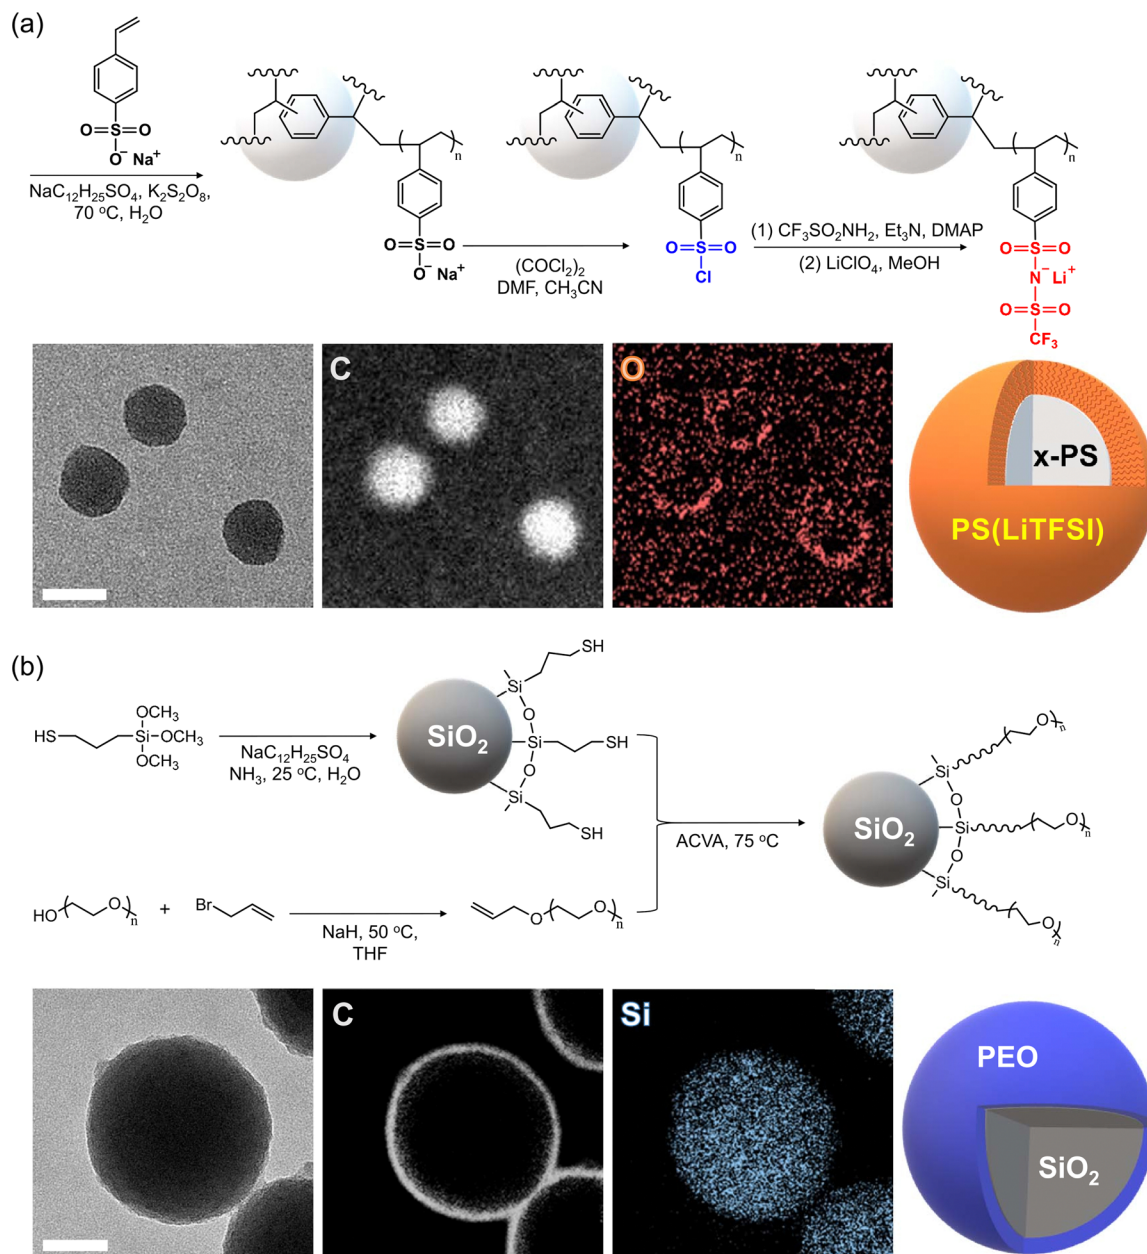 (a)
O=S=O
O⁻ Na⁺
NaC₁₂H₂₅SO₄, K₂S₂O₈,
70 °C, H₂O
n
O=S=O
O⁻ Na⁺
(COCl₂)₂
DMF, CH₃CN
n
O=S=O
Cl
(1) CF₃SO₂NH₂, Et₃N, DMAP
(2) LiClO₄, MeOH
n
O=S=O
N⁻ Li⁺
O=S=O
CF₃
C
O
x-PS
PS(LiTFSI)
(b)
HS
OCH₃
Si-OCH₃
OCH₃
NaC₁₂H₂₅SO₄
NH₃, 25 °C, H₂O
SiO₂
SH
Si
O
Si
SH
O
Si
SH
HO
O
n
+
Br
NaH, 50 °C,
THF
O
O
n
ACVA, 75 °C
SiO₂
Si
O
n
O
Si
O
n
O
Si
O
n
C
Si
PEO
SiO₂